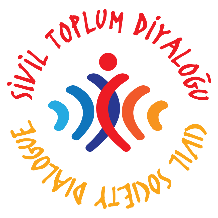 SİVİL TOPLUM DİYALOĞU
CIVIL SOCIETY DIALOGUE